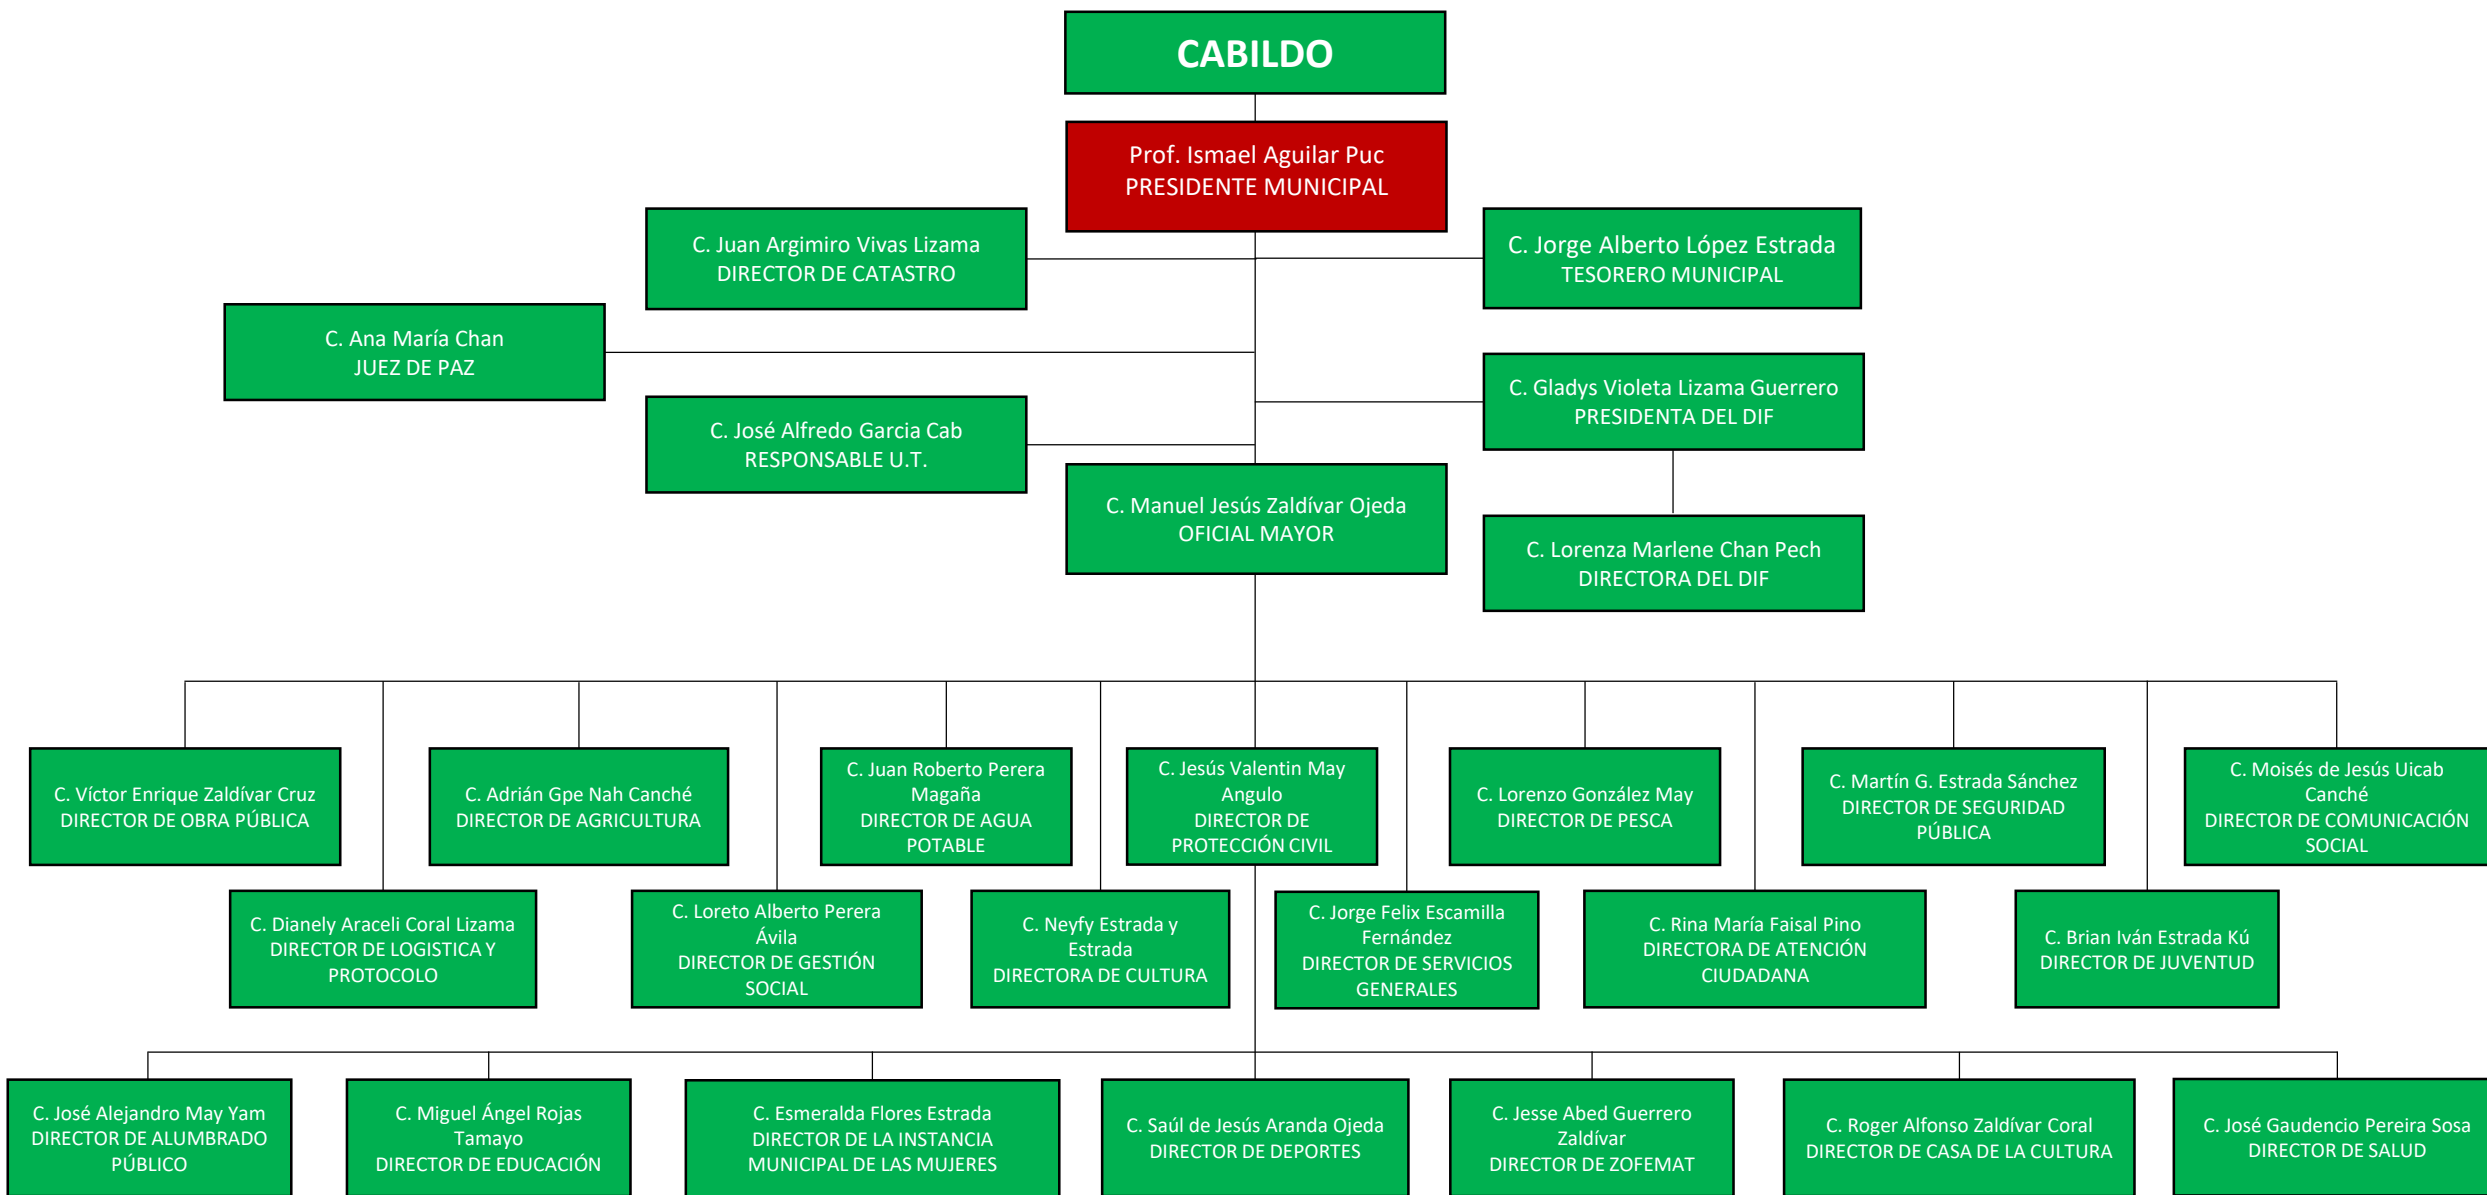 CABILDO
Prof. Ismael Aguilar Puc
PRESIDENTE MUNICIPAL
C. Juan Argimiro Vivas Lizama
DIRECTOR DE CATASTRO
C. Jorge Alberto López Estrada
TESORERO MUNICIPAL
C. Ana María Chan
JUEZ DE PAZ
C. Gladys Violeta Lizama Guerrero
PRESIDENTA DEL DIF
C. José Alfredo Garcia Cab
RESPONSABLE U.T.
C. Manuel Jesús Zaldívar Ojeda
OFICIAL MAYOR
C. Lorenza Marlene Chan Pech
DIRECTORA DEL DIF
C. Víctor Enrique Zaldívar Cruz
DIRECTOR DE OBRA PÚBLICA
C. Adrián Gpe Nah Canché
DIRECTOR DE AGRICULTURA
C. Juan Roberto Perera
Magaña
DIRECTOR DE AGUA
POTABLE
C. Jesús Valentin May
Angulo
DIRECTOR DE
PROTECCIÓN CIVIL
C. Lorenzo González May
DIRECTOR DE PESCA
C. Martín G. Estrada Sánchez
DIRECTOR DE SEGURIDAD
PÚBLICA
C. Moisés de Jesús Uicab
Canché
DIRECTOR DE COMUNICACIÓN
SOCIAL
C. Dianely Araceli Coral Lizama
DIRECTOR DE LOGISTICA Y
PROTOCOLO
C. Loreto Alberto Perera
Ávila
DIRECTOR DE GESTIÓN
SOCIAL
C. Neyfy Estrada y
Estrada
DIRECTORA DE CULTURA
C. Jorge Felix Escamilla
Fernández
DIRECTOR DE SERVICIOS
GENERALES
C. Rina María Faisal Pino
DIRECTORA DE ATENCIÓN
CIUDADANA
C. Brian Iván Estrada Kú
DIRECTOR DE JUVENTUD
C. José Alejandro May Yam
DIRECTOR DE ALUMBRADO
PÚBLICO
C. Miguel Ángel Rojas
Tamayo
DIRECTOR DE EDUCACIÓN
C. Esmeralda Flores Estrada
DIRECTOR DE LA INSTANCIA
MUNICIPAL DE LAS MUJERES
C. Saúl de Jesús Aranda Ojeda
DIRECTOR DE DEPORTES
C. Jesse Abed Guerrero
Zaldívar
DIRECTOR DE ZOFEMAT
C. Roger Alfonso Zaldívar Coral
DIRECTOR DE CASA DE LA CULTURA
C. José Gaudencio Pereira Sosa
DIRECTOR DE SALUD